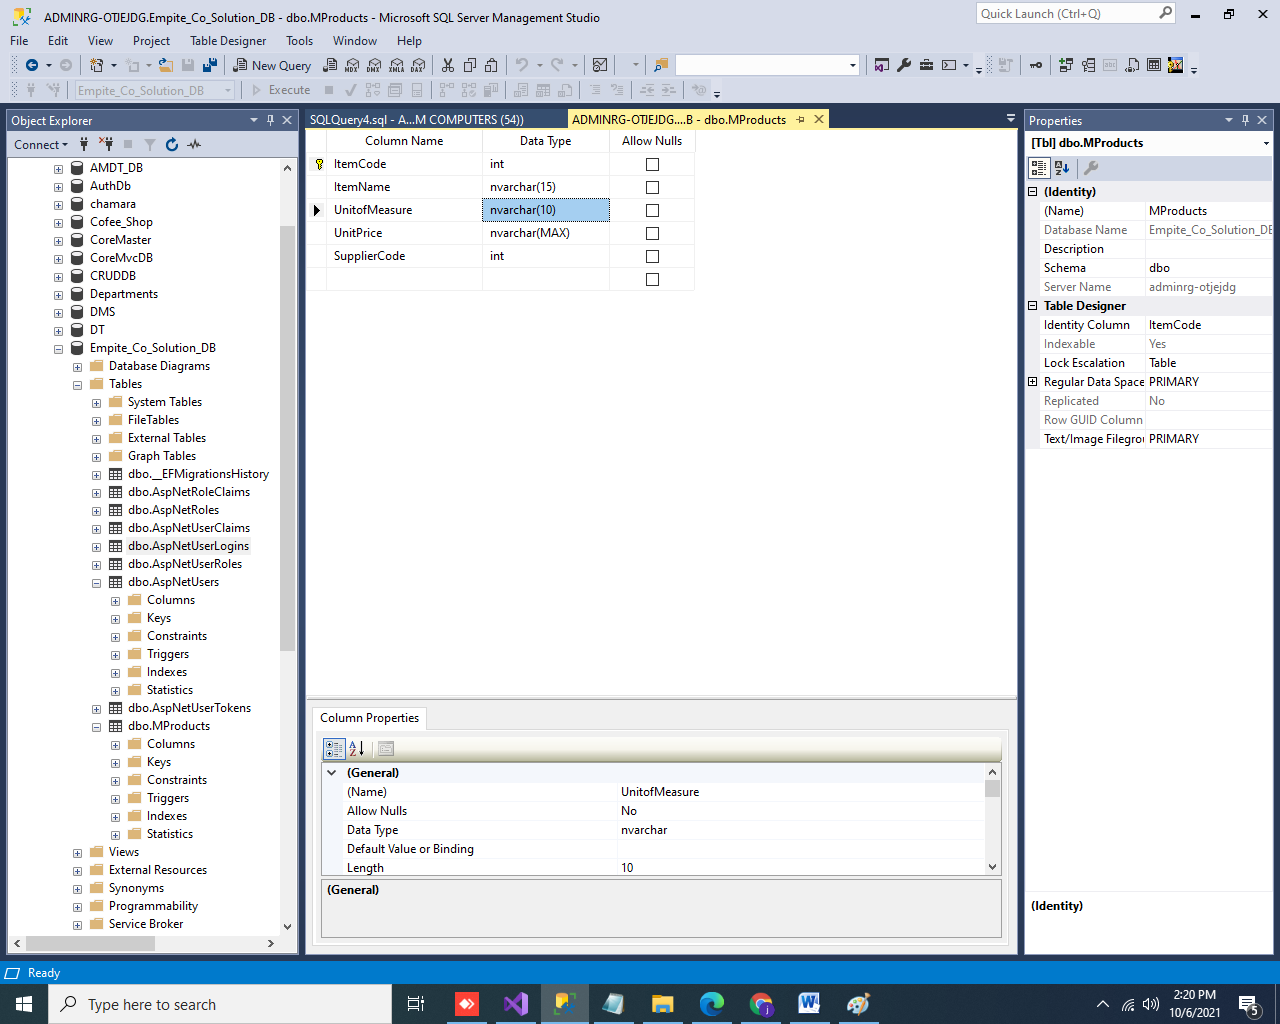 ADMINRG-OTJEJDG.Empite_Co_Solution_DB - dbo.MProducts - Microsoft SQL Server Management Studio
Quick Launch (Ctrl+Q)
File Edit View Project Table Designer Tools Window Help
New Query MDX DMX XMLA DAX
Empite_Co_Solution_DB Execute
Object Explorer
Connect
AMDT_DB
AuthDb
chamara
Cofee_Shop
CoreMaster
CoreMvcDB
CRUDDB
Departments
DMS
DT
Empite_Co_Solution_DB
Database Diagrams
Tables
System Tables
FileTables
External Tables
Graph Tables
dbo.__EFMigrationsHistory
dbo.AspNetRoleClaims
dbo.AspNetRoles
dbo.AspNetUserClaims
dbo.AspNetUserLogins
dbo.AspNetUserRoles
dbo.AspNetUsers
Columns
Keys
Constraints
Triggers
Indexes
Statistics
dbo.AspNetUserTokens
dbo.MProducts
Columns
Keys
Constraints
Triggers
Indexes
Statistics
Views
External Resources
Synonyms
Programmability
Service Broker
SQLQuery4.sql - A...M COMPUTERS (54)) ADMINRG-OTJEJDG....B - dbo.MProducts
Column Name Data Type Allow Nulls
ItemCode int
ItemName nvarchar(15)
UnitofMeasure nvarchar(10)
UnitPrice nvarchar(MAX)
SupplierCode int
Column Properties
(General)
(Name) UnitofMeasure
Allow Nulls No
Data Type nvarchar
Default Value or Binding
Length 10
(General)
Properties
[Tbl] dbo.MProducts
(Identity)
(Name) MProducts
Database Name Empite_Co_Solution_DB
Description
Schema dbo
Server Name adminrg-otjejdg
Table Designer
Identity Column ItemCode
Indexable Yes
Lock Escalation Table
Regular Data Space PRIMARY
Replicated No
Row GUID Column
Text/Image Filegrou PRIMARY
(Identity)
Ready
Type here to search
2:20 PM
10/6/2021
5